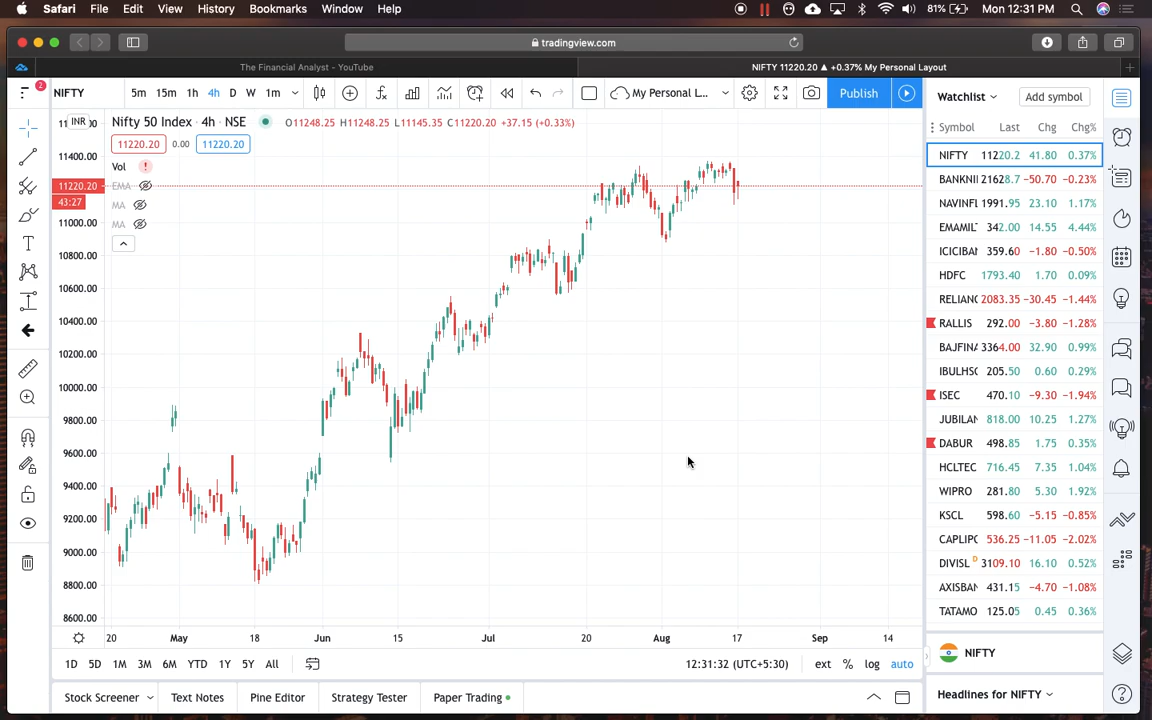 Safari File Edit View History Bookmarks Window Help 81% Mon 12:31 PM
tradingview.com
The Financial Analyst - YouTube
NIFTY 11220.20 ▲ +0.37% My Personal Layout
2
NIFTY 5m 15m 1h 4h D W 1m My Personal L... Publish
Watchlist Add symbol
INR
Nifty 50 Index · 4h · NSE O11248.25 H11248.25 L11145.35 C11220.20 +37.15 (+0.33%)
11220.20 0.00 11220.20
Vol !
EMA
MA
MA
11400.00
11220.20
43:27
11000.00
10800.00
10600.00
10400.00
10200.00
10000.00
9800.00
9600.00
9400.00
9200.00
9000.00
8800.00
8600.00
20 May 18 Jun 15 Jul 20 Aug 17 Sep 14
1D 5D 1M 3M 6M YTD 1Y 5Y All 12:31:32 (UTC+5:30) ext % log auto
Stock Screener Text Notes Pine Editor Strategy Tester Paper Trading
Symbol Last Chg Chg%
NIFTY 11220.2 41.80 0.37%
BANKNI 21628.7 −50.70 −0.23%
NAVINFL 1991.95 23.10 1.17%
EMAMIL 342.00 14.55 4.44%
ICICIBAN 359.60 −1.80 −0.50%
HDFC 1793.40 1.70 0.09%
RELIANC 2083.35 −30.45 −1.44%
RALLIS 292.00 −3.80 −1.28%
BAJFINA 3364.00 32.90 0.99%
IBULHSG 205.50 0.60 0.29%
ISEC 470.10 −9.30 −1.94%
JUBILAN 818.00 10.25 1.27%
DABUR 498.85 1.75 0.35%
HCLTEC 716.45 7.35 1.04%
WIPRO 281.80 5.30 1.92%
KSCL 598.60 −5.15 −0.85%
CAPLIPC 536.25 −11.05 −2.02%
DIVISL D 3109.10 16.10 0.52%
AXISBAN 431.15 −4.70 −1.08%
TATAMO 125.05 0.45 0.36%
NIFTY
Headlines for NIFTY